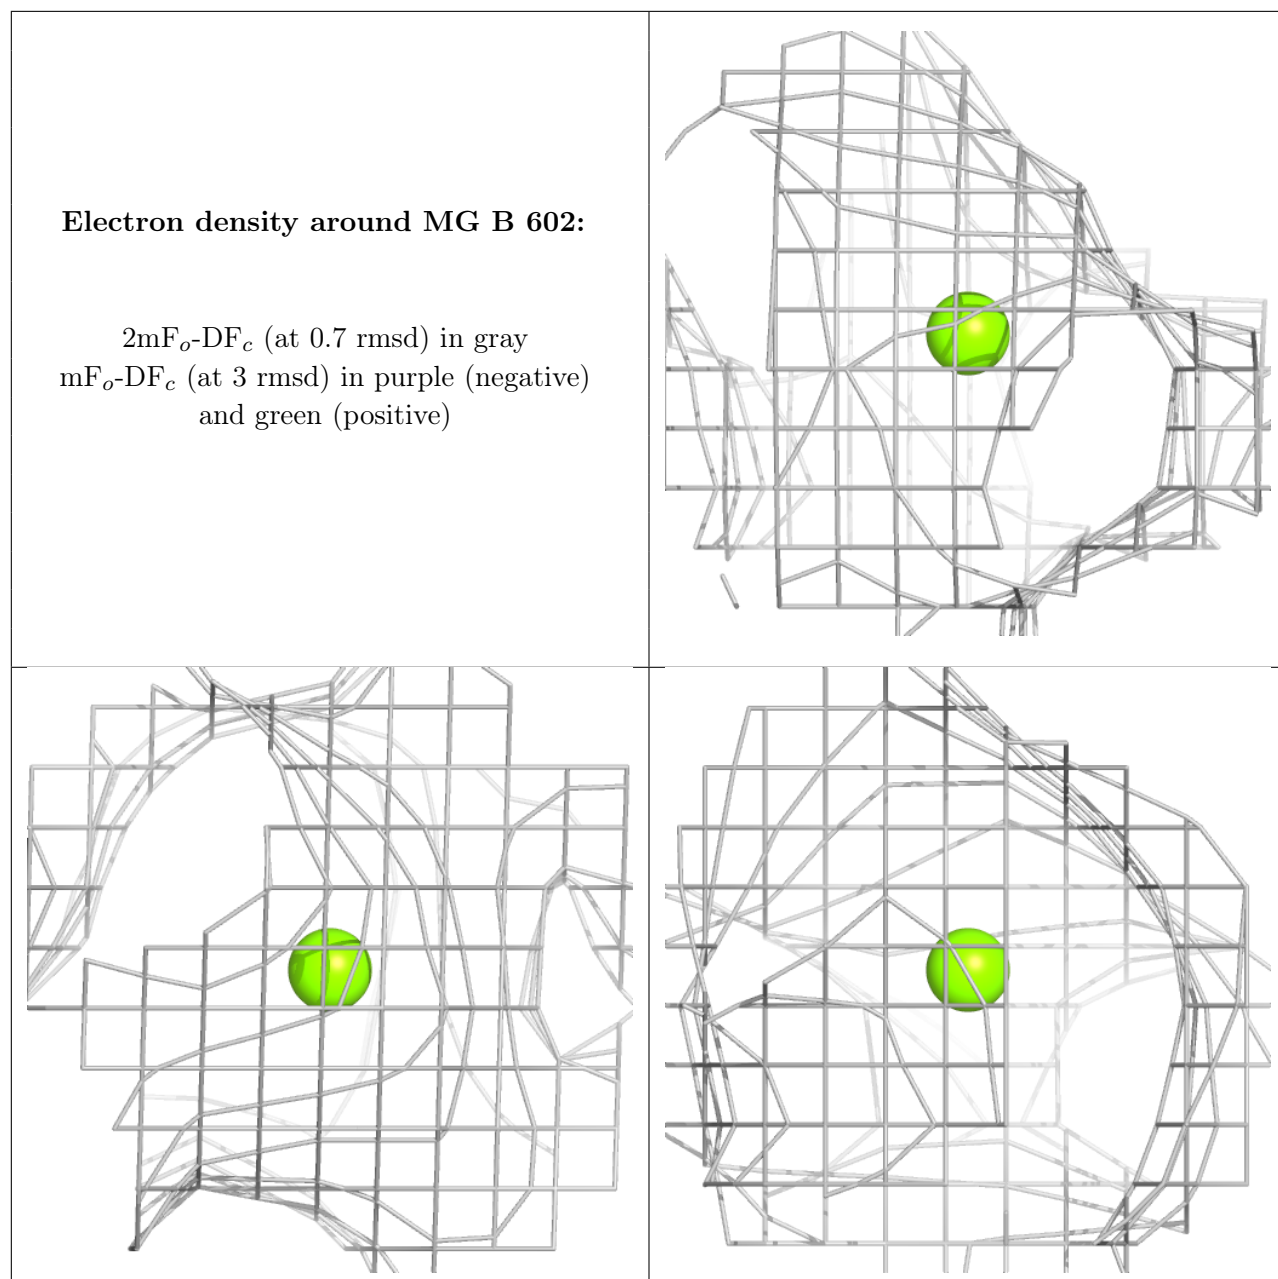 Electron density around MG B 602:
2mFo-DFc (at 0.7 rmsd) in gray
mFo-DFc (at 3 rmsd) in purple (negative)
and green (positive)